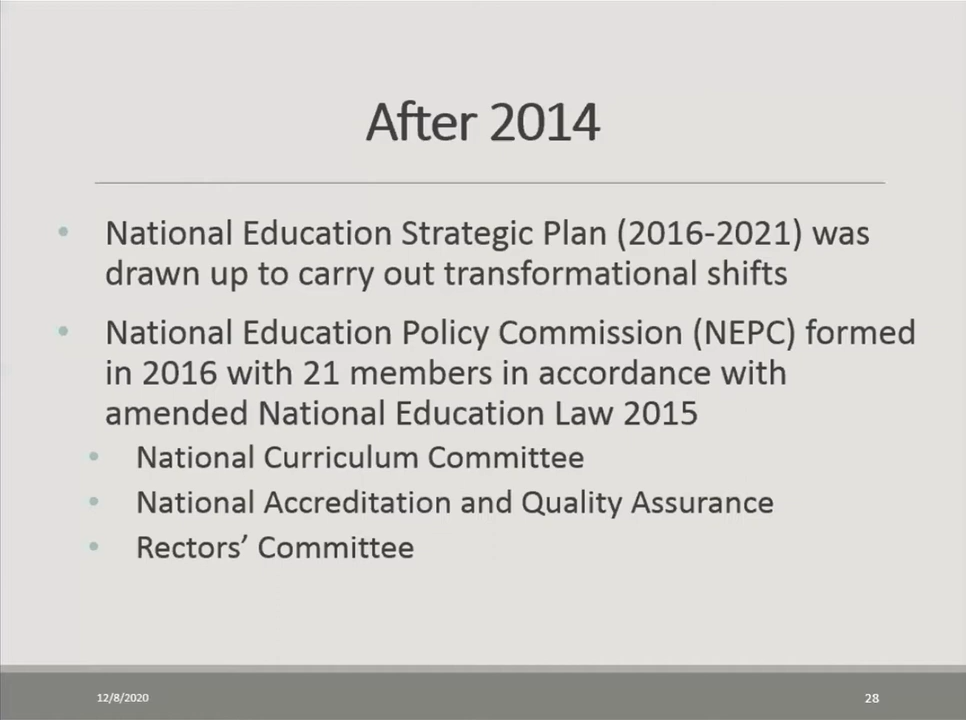 After 2014
• National Education Strategic Plan (2016-2021) was
drawn up to carry out transformational shifts
• National Education Policy Commission (NEPC) formed
in 2016 with 21 members in accordance with
amended National Education Law 2015
• National Curriculum Committee
• National Accreditation and Quality Assurance
• Rectors’ Committee
12/8/2020
28